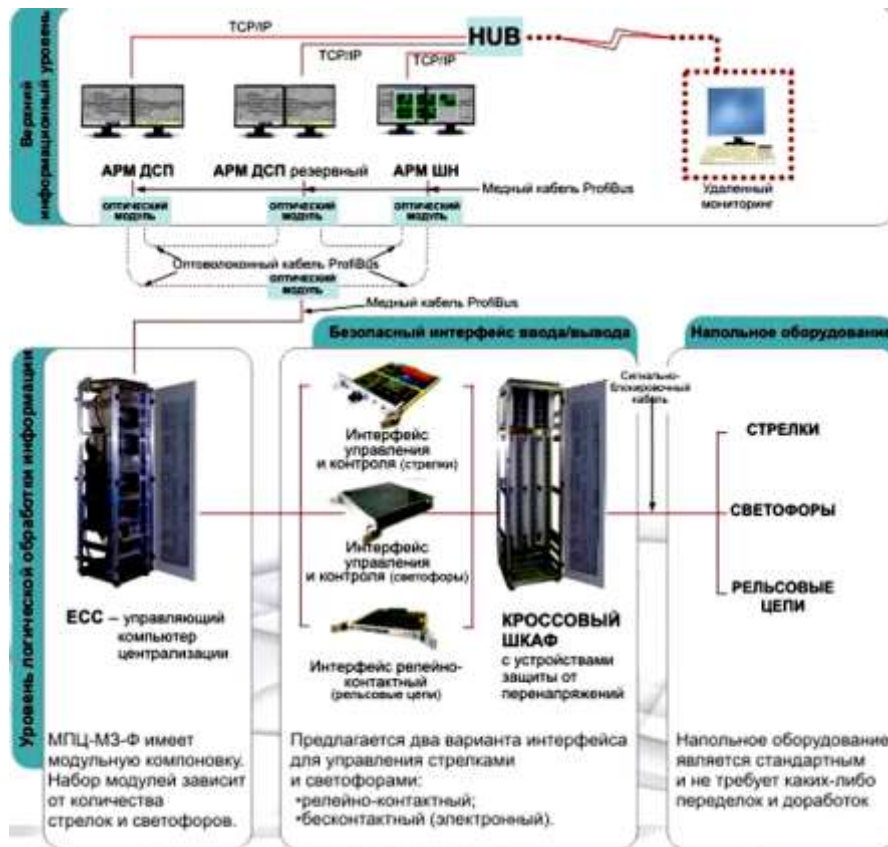 Верхний
информационный уровень
TCP/IP
HUB
TCP/IP
TCP/IP
АРМ ДСП
АРМ ДСП резервный
АРМ ШН
Медный кабель ProfiBus
Удаленный
мониторинг
ОПТИЧЕСКИЙ
МОДУЛЬ
ОПТИЧЕСКИЙ
МОДУЛЬ
ОПТИЧЕСКИЙ
МОДУЛЬ
Оптоволоконный кабель ProfiBus
ОПТИЧЕСКИЙ
МОДУЛЬ
Медный кабель ProfiBus
Уровень логической обработки информации
Безопасный интерфейс ввода/вывода
Напольное оборудование
Сигнально-
блокировочный
кабель
Интерфейс
управления
и контроля (стрелки)
Интерфейс
управления
и контроля (светофоры)
Интерфейс релейно-
контактный
(рельсовые цепи)
ЕСС – управляющий
компьютер
централизации
КРОССОВЫЙ
ШКАФ
с устройствами
защиты от
перенапряжений
СТРЕЛКИ
СВЕТОФОРЫ
РЕЛЬСОВЫЕ
ЦЕПИ
МПЦ-МЗ-Ф имеет
модульную компоновку.
Набор модулей зависит
от количества
стрелок и светофоров.
Предлагается два варианта интерфейса
для управления стрелками
и светофорами:
•релейно-контактный;
•бесконтактный (электронный).
Напольное оборудование
является стандартным
и не требует каких-либо
переделок и доработок